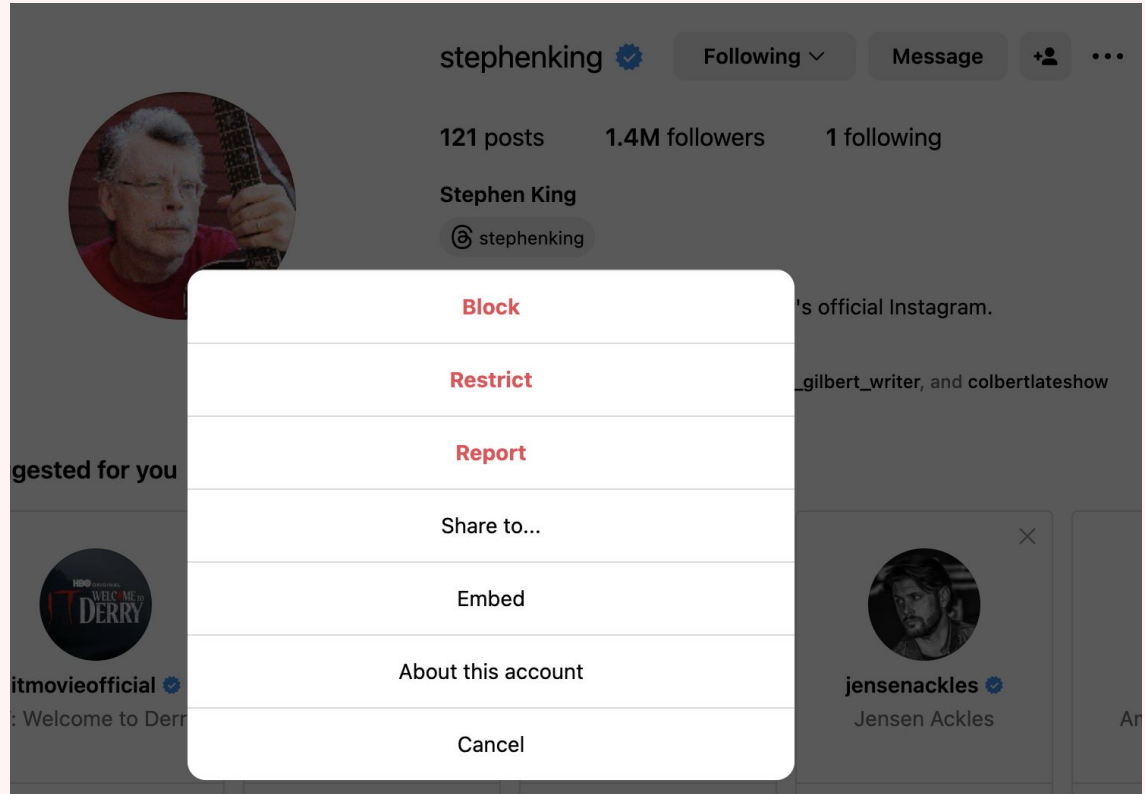 stephenking Following Message
121 posts 1.4M followers 1 following
Stephen King
stephenking
's official Instagram.
_gilbert_writer, and colbertlateshow
gested for you
Block
Restrict
Report
Share to...
Embed
About this account
Cancel
HBO ORIGINAL
IT WELCOME TO
DERRY
itmovieofficial
: Welcome to Derr
jensenackles
Jensen Ackles
An